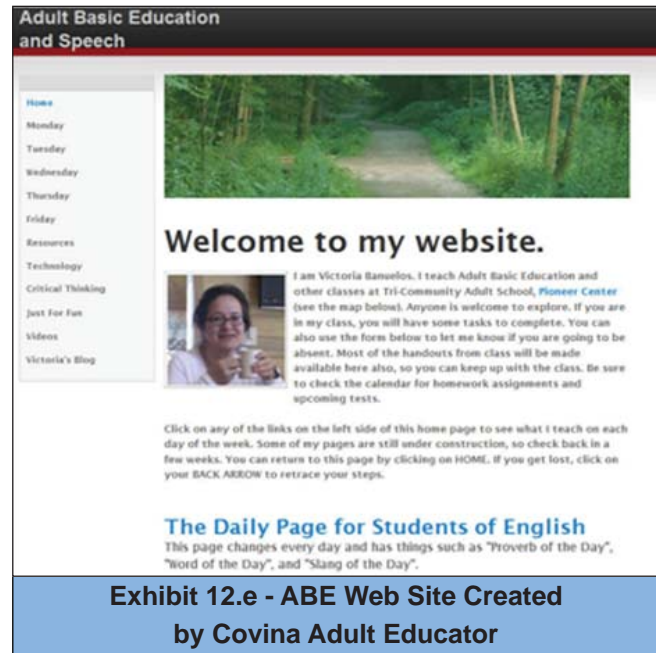 Adult Basic Education
and Speech
Home
Monday
Tuesday
Wednesday
Thursday
Friday
Resources
Technology
Critical Thinking
Just For Fun
Videos
Victoria's Blog
Welcome to my website.
I am Victoria Banuelos. I teach Adult Basic Education and
other classes at Tri-Community Adult School, Pioneer Center
(see the map below). Anyone is welcome to explore. If you are
in my class, you will have some tasks to complete. You can
also use the form below to let me know if you are going to be
absent. Most of the handouts from class will be made
available here also, so you can keep up with the class. Be sure
to check the calendar for homework assignments and
upcoming tests.
Click on any of the links on the left side of this home page to see what I teach on each
day of the week. Some of my pages are still under construction, so check back in a
few weeks. You can return to this page by clicking on HOME. If you get lost, click on
your BACK ARROW to retrace your steps.
The Daily Page for Students of English
This page changes every day and has things such as "Proverb of the Day",
"Word of the Day", and "Slang of the Day".
Exhibit 12.e - ABE Web Site Created
by Covina Adult Educator